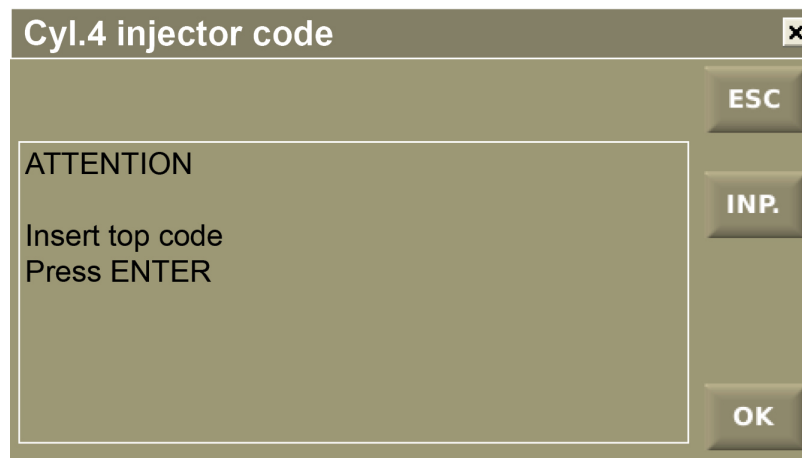 Cyl.4 injector code
ESC
ATTENTION
INP.
Insert top code
Press ENTER
OK